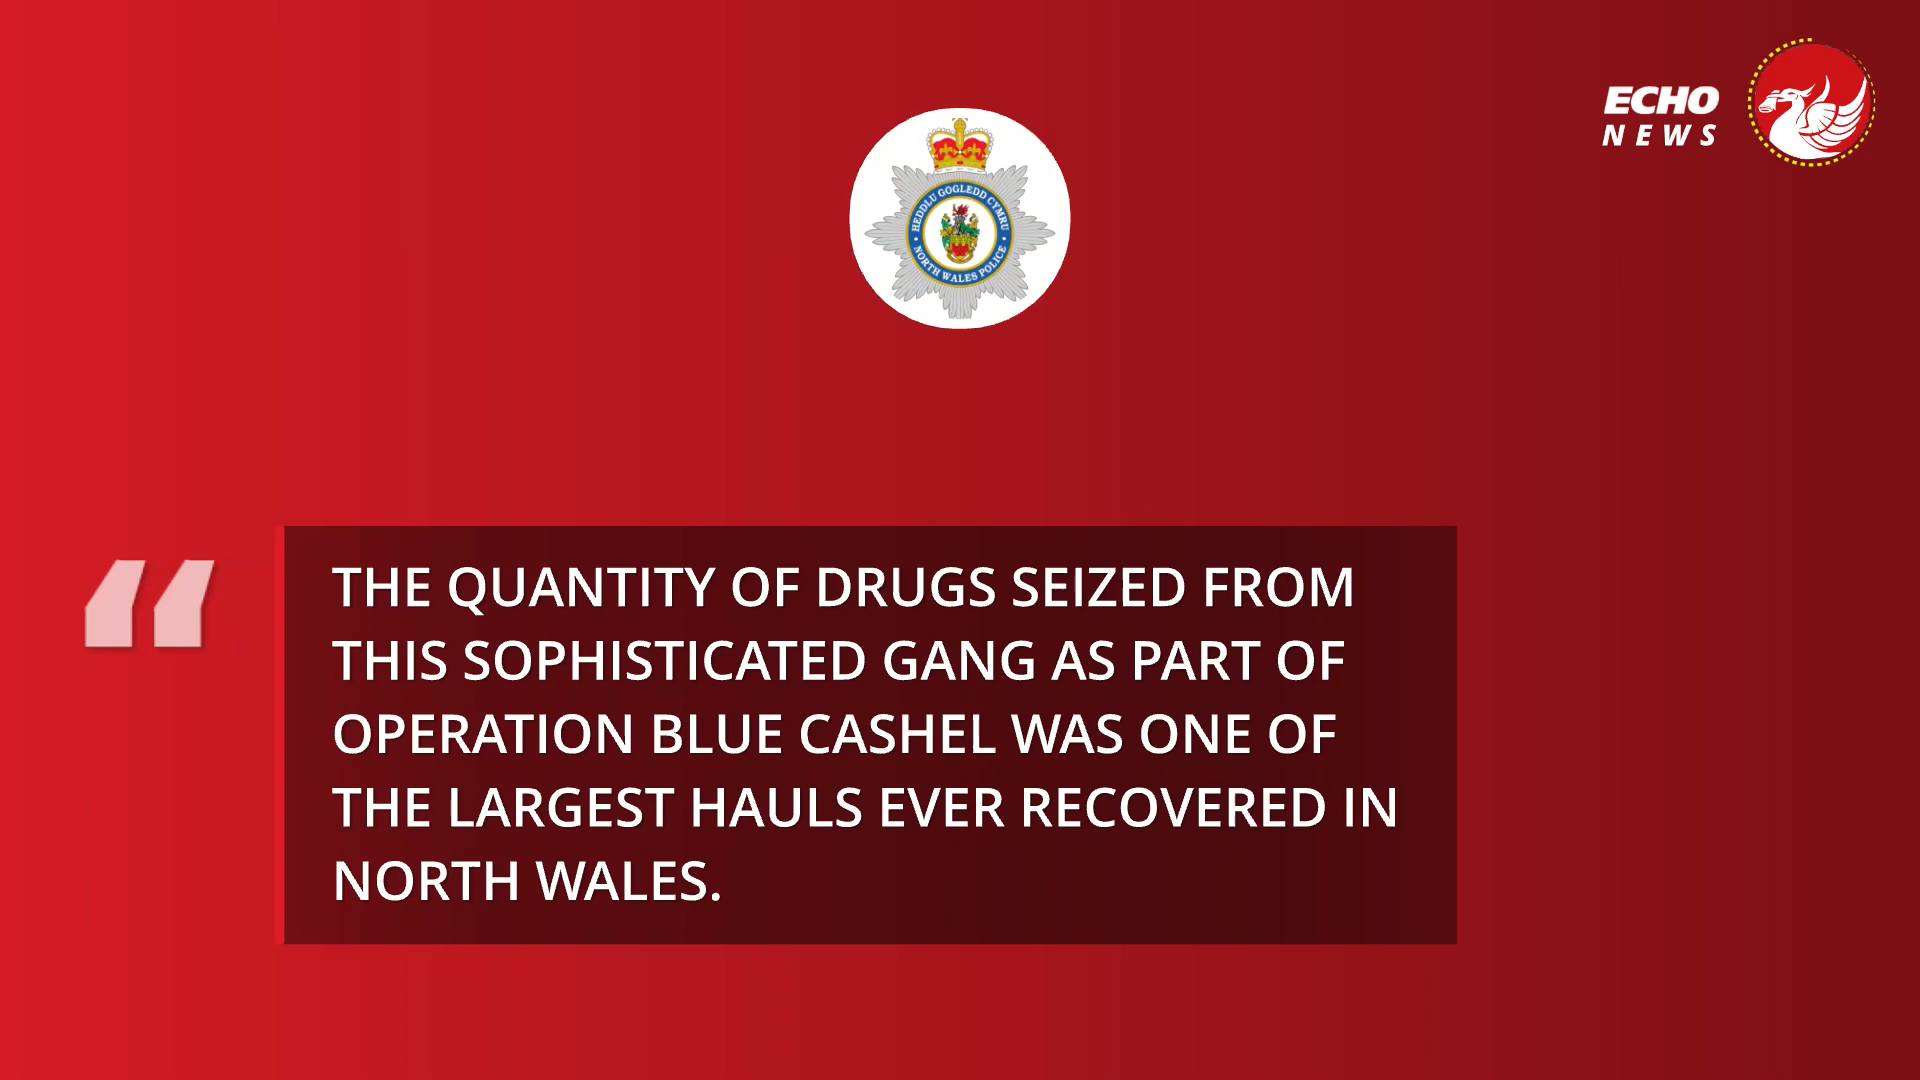 ECHO
NEWS
HEDDLU GOGLEDD CYMRU
NORTH WALES POLICE
“
THE QUANTITY OF DRUGS SEIZED FROM
THIS SOPHISTICATED GANG AS PART OF
OPERATION BLUE CASHEL WAS ONE OF
THE LARGEST HAULS EVER RECOVERED IN
NORTH WALES.